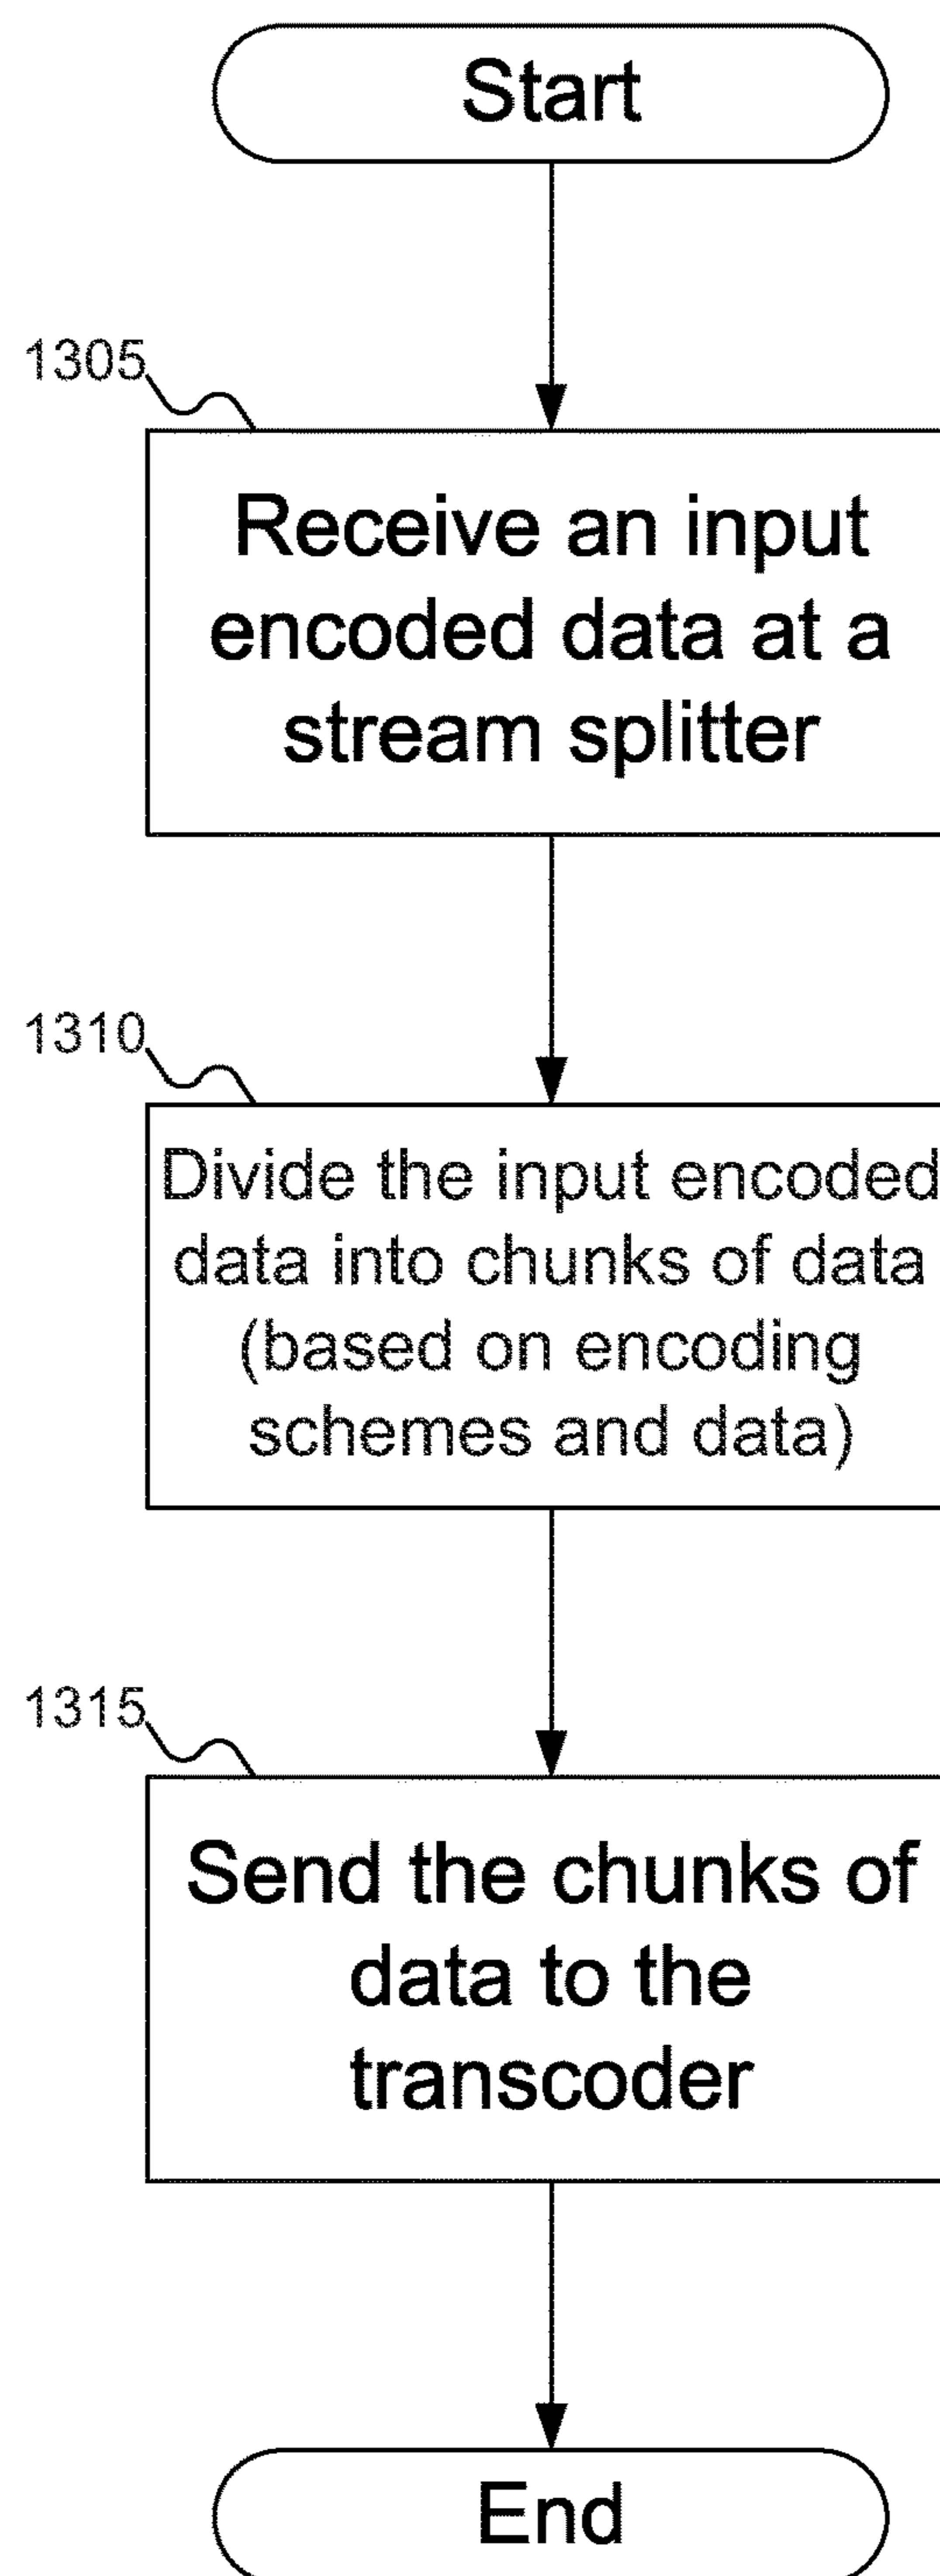 Start
1305
Receive an input
encoded data at a
stream splitter
1310
Divide the input encoded
data into chunks of data
(based on encoding
schemes and data)
1315
Send the chunks of
data to the
transcoder
End